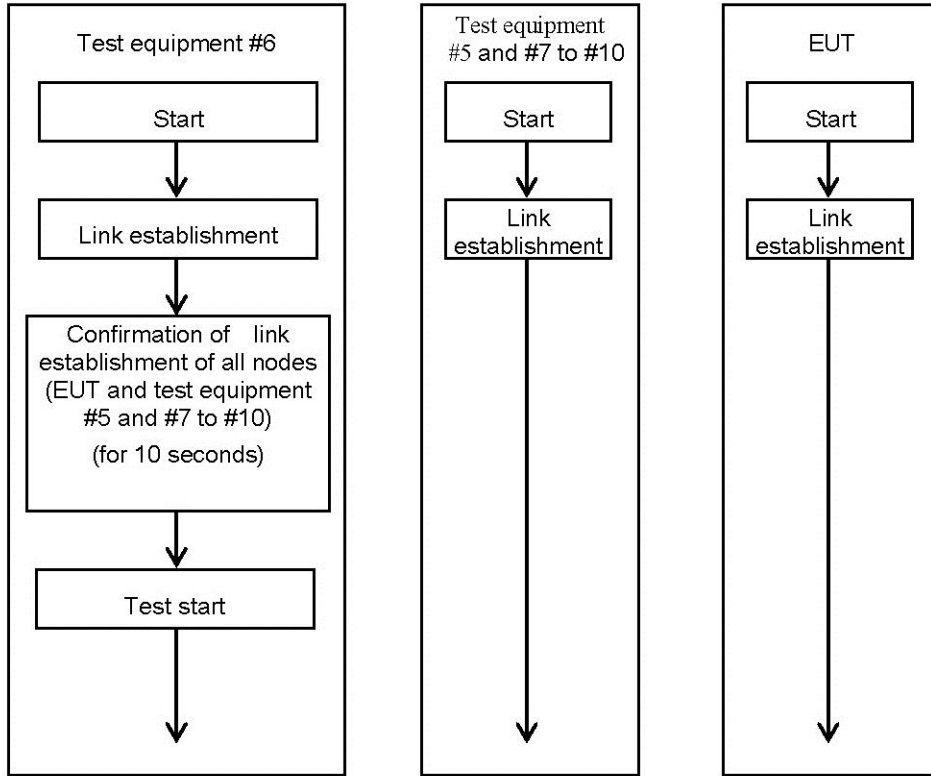 Test equipment #6
Start
Link establishment
Confirmation of link
establishment of all nodes
(EUT and test equipment
#5 and #7 to #10)
(for 10 seconds)
Test start
Test equipment
#5 and #7 to #10
Start
Link
establishment
EUT
Start
Link
establishment